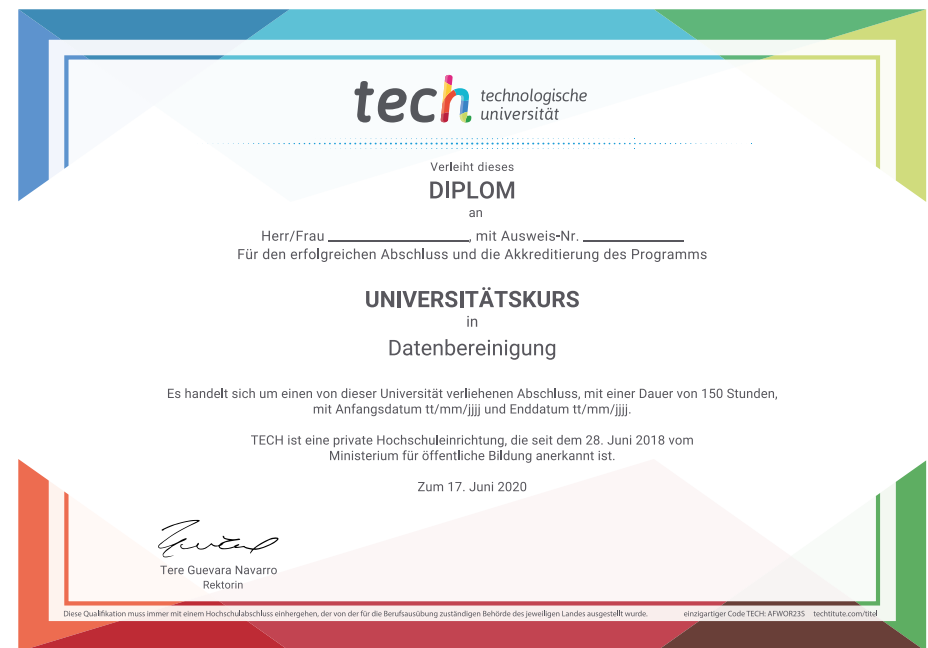 tech technologische
universität
Verleiht dieses
DIPLOM
an
Herr/Frau ____________________, mit Ausweis-Nr. ______________
Für den erfolgreichen Abschluss und die Akkreditierung des Programms
UNIVERSITÄTSKURS
in
Datenbereinigung
Es handelt sich um einen von dieser Universität verliehenen Abschluss, mit einer Dauer von 150 Stunden,
mit Anfangsdatum tt/mm/jjjj und Enddatum tt/mm/jjjj.
TECH ist eine private Hochschuleinrichtung, die seit dem 28. Juni 2018 vom
Ministerium für öffentliche Bildung anerkannt ist.
Zum 17. Juni 2020
Tere Guevara Navarro
Rektorin
Diese Qualifikation muss immer mit einem Hochschulabschluss einhergehen, der von der für die Berufsausübung zuständigen Behörde des jeweiligen Landes ausgestellt wurde. einzigartiger Code TECH: AFWOR23S techtitute.com/titel